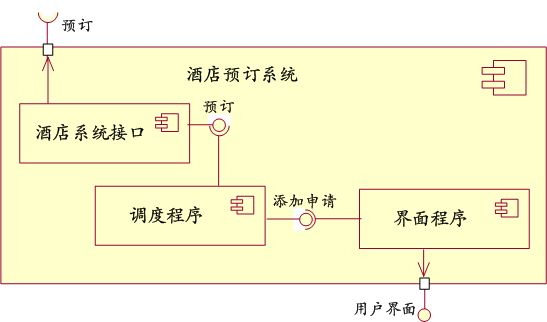 预订
酒店预订系统
预订
酒店系统接口
添加申请
调度程序
界面程序
用户界面